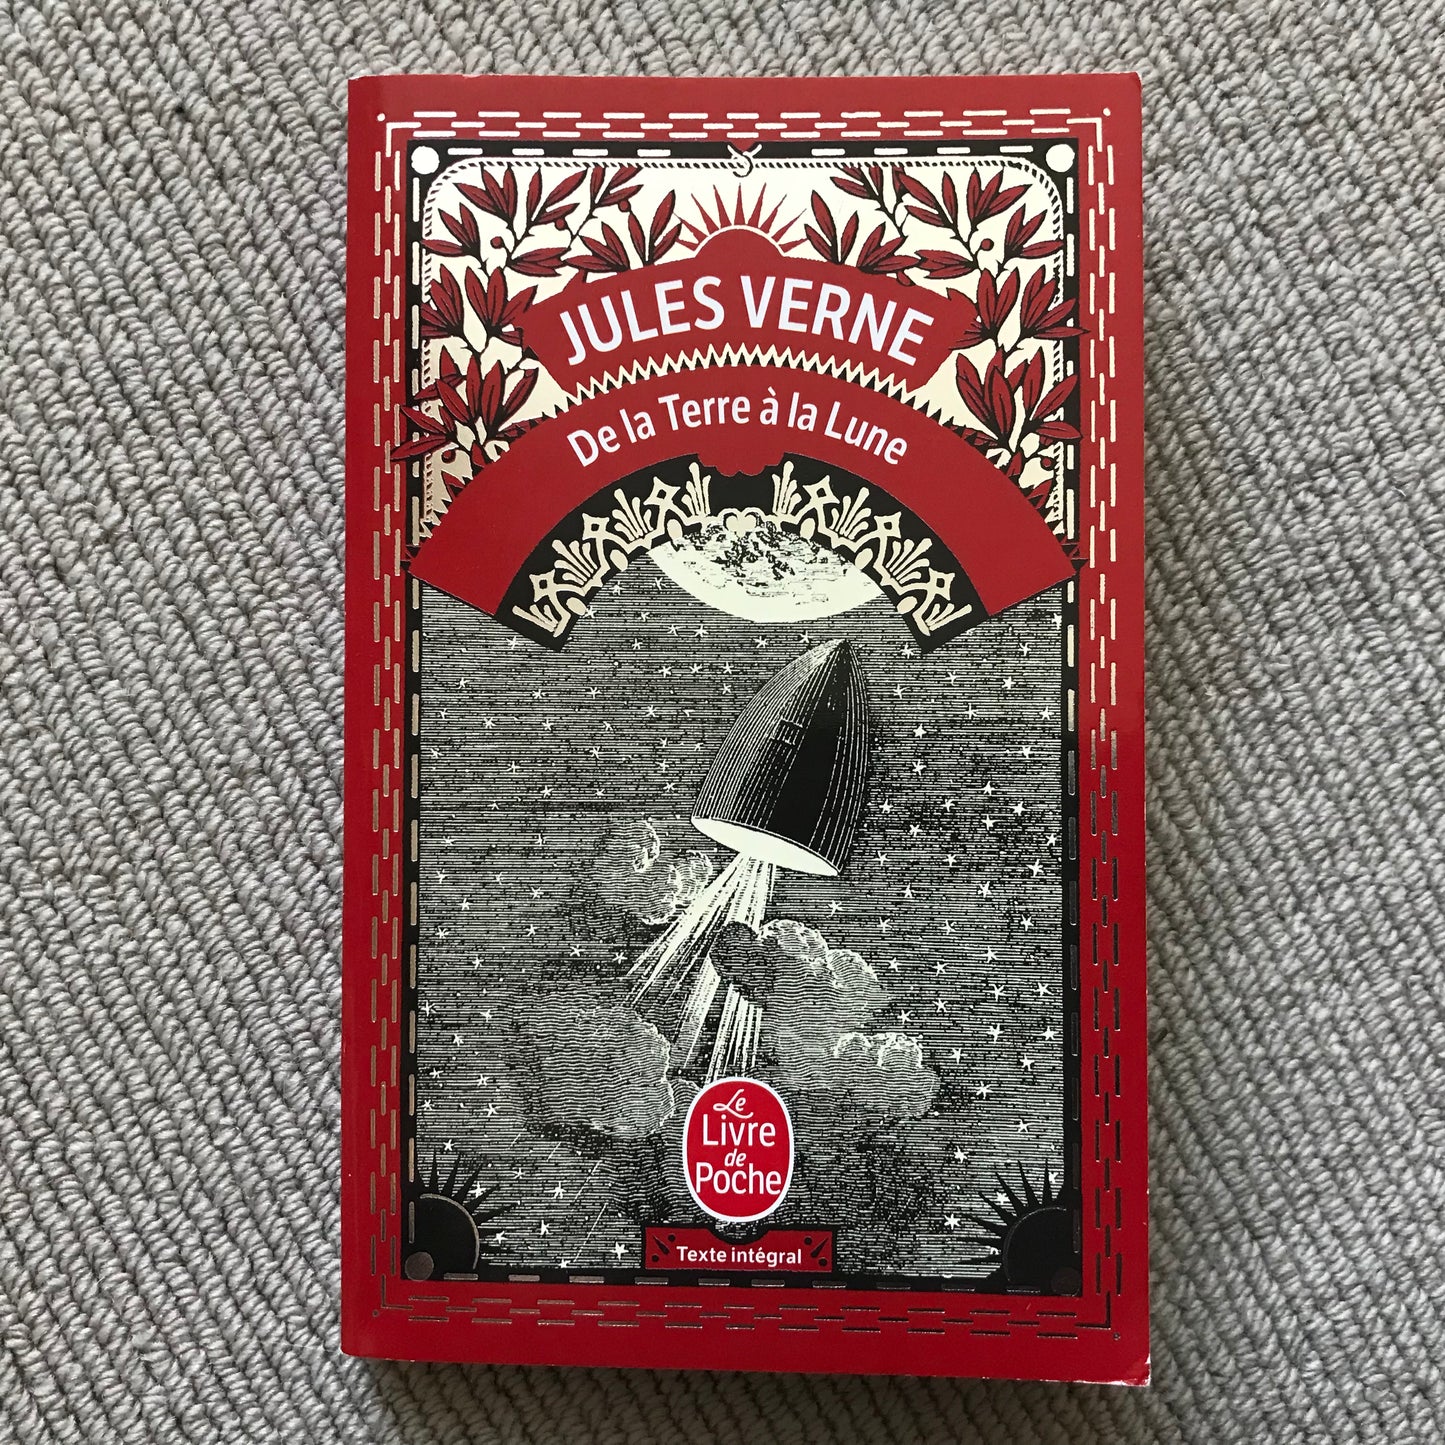 JULES VERNE
De la Terre à la Lune
Le
Livre
de
Poche
Texte intégral